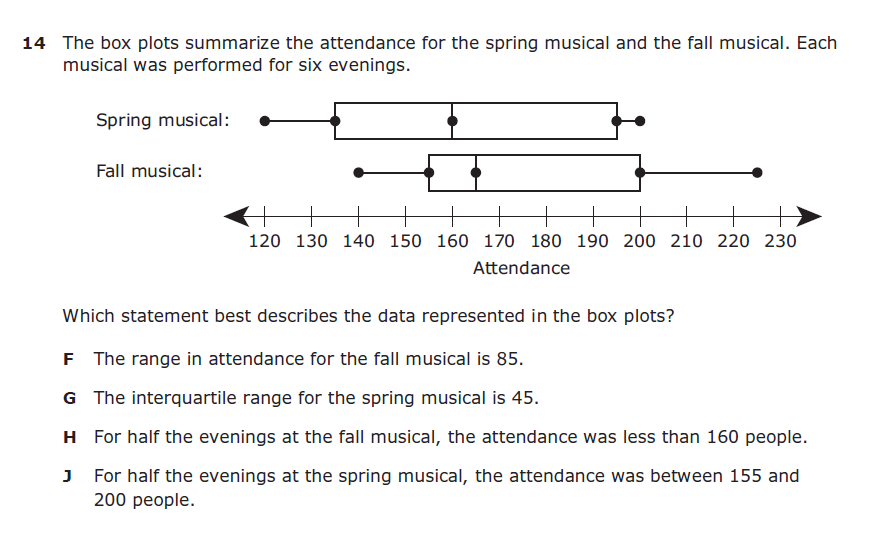 14 The box plots summarize the attendance for the spring musical and the fall musical. Each
musical was performed for six evenings.
Spring musical:
Fall musical:
120 130 140 150 160 170 180 190 200 210 220 230
Attendance
Which statement best describes the data represented in the box plots?
F The range in attendance for the fall musical is 85.
G The interquartile range for the spring musical is 45.
H For half the evenings at the fall musical, the attendance was less than 160 people.
J For half the evenings at the spring musical, the attendance was between 155 and
200 people.